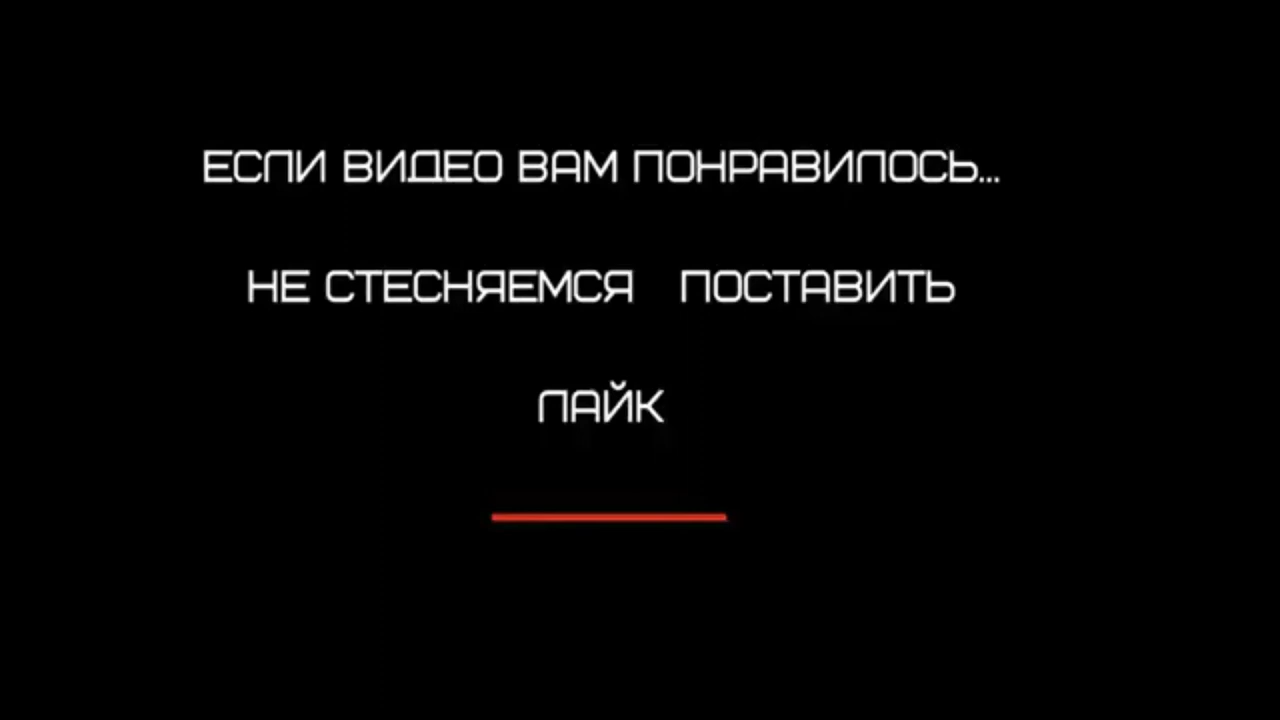 ЕСЛИ ВИДЕО ВАМ ПОНРАВИЛОСЬ...
НЕ СТЕСНЯЕМСЯ ПОСТАВИТЬ
ЛАЙК